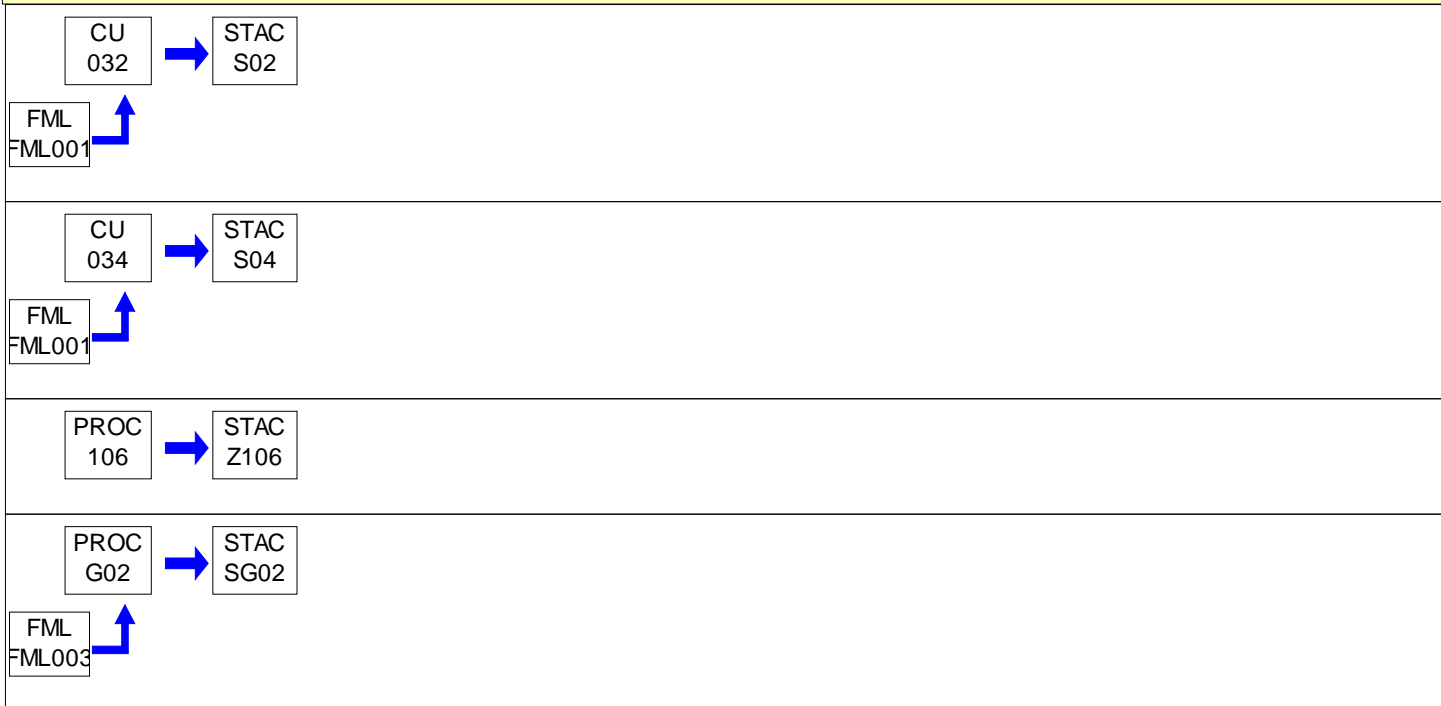 CU
032
STAC
S02
FML
FML001
CU
034
STAC
S04
FML
FML001
PROC
106
STAC
Z106
PROC
G02
STAC
SG02
FML
FML003